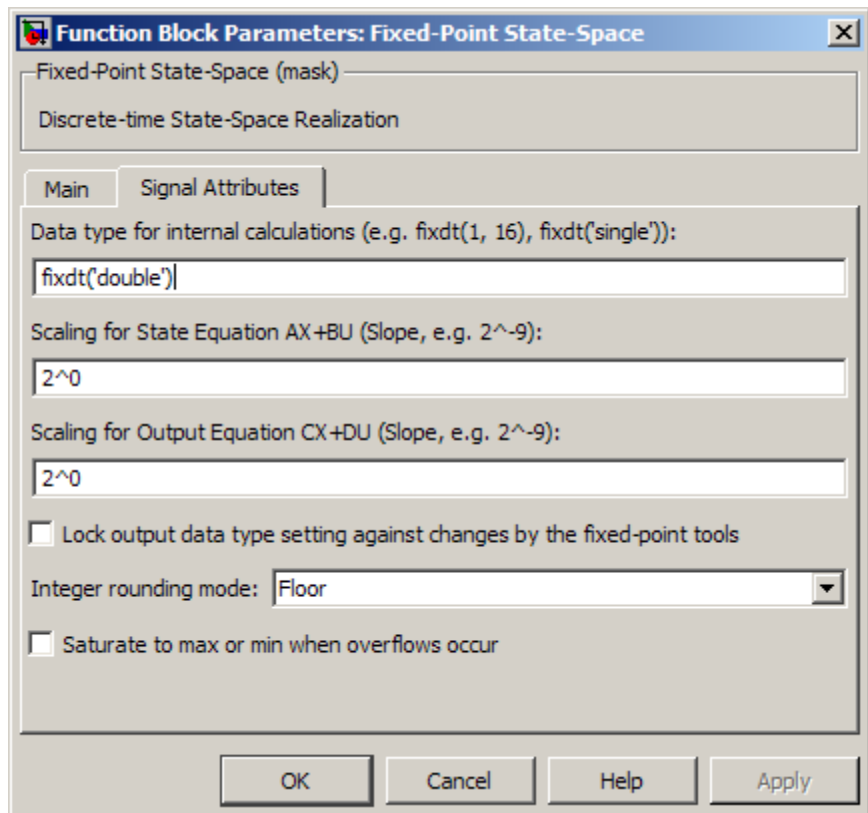 Function Block Parameters: Fixed-Point State-Space
Fixed-Point State-Space (mask)
Discrete-time State-Space Realization
Main Signal Attributes
Data type for internal calculations (e.g. fixdt(1, 16), fixdt('single')):
fixdt('double')
Scaling for State Equation AX+BU (Slope, e.g. 2^-9):
2^0
Scaling for Output Equation CX+DU (Slope, e.g. 2^-9):
2^0
Lock output data type setting against changes by the fixed-point tools
Integer rounding mode: Floor
Saturate to max or min when overflows occur
OK Cancel Help Apply